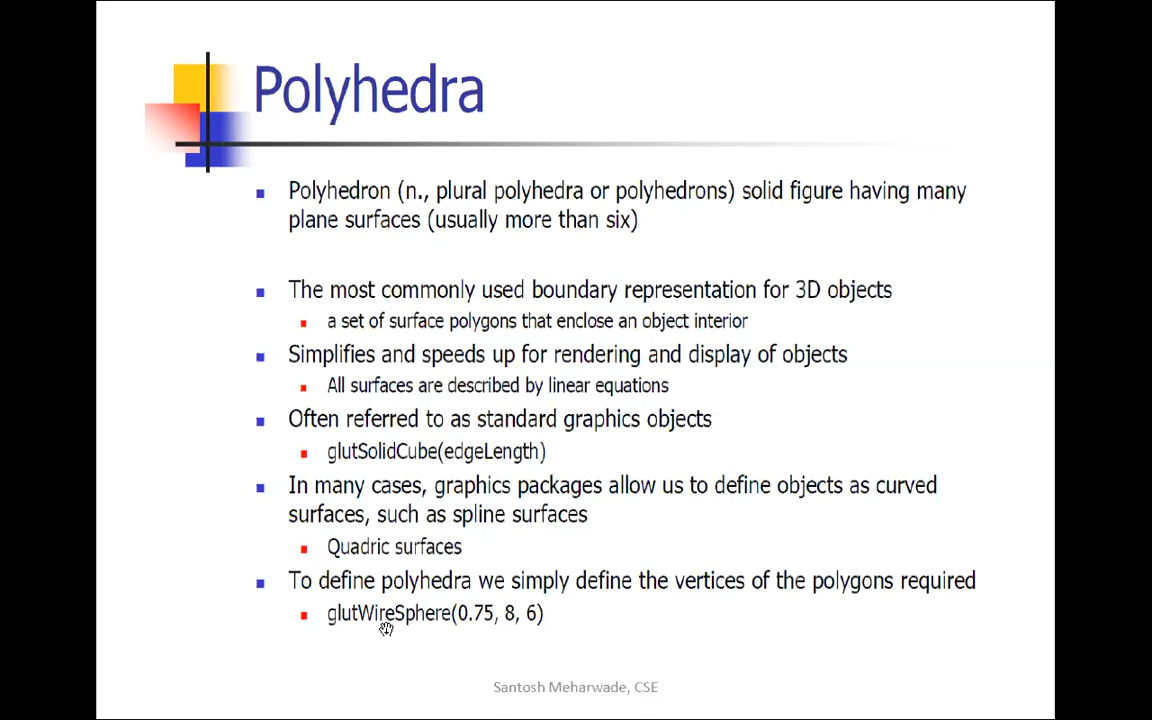 Polyhedra
Polyhedron (n., plural polyhedra or polyhedrons) solid figure having many
plane surfaces (usually more than six)
The most commonly used boundary representation for 3D objects
a set of surface polygons that enclose an object interior
Simplifies and speeds up for rendering and display of objects
All surfaces are described by linear equations
Often referred to as standard graphics objects
glutSolidCube(edgeLength)
In many cases, graphics packages allow us to define objects as curved
surfaces, such as spline surfaces
Quadric surfaces
To define polyhedra we simply define the vertices of the polygons required
glutWireSphere(0.75, 8, 6)
Santosh Meharwade, CSE